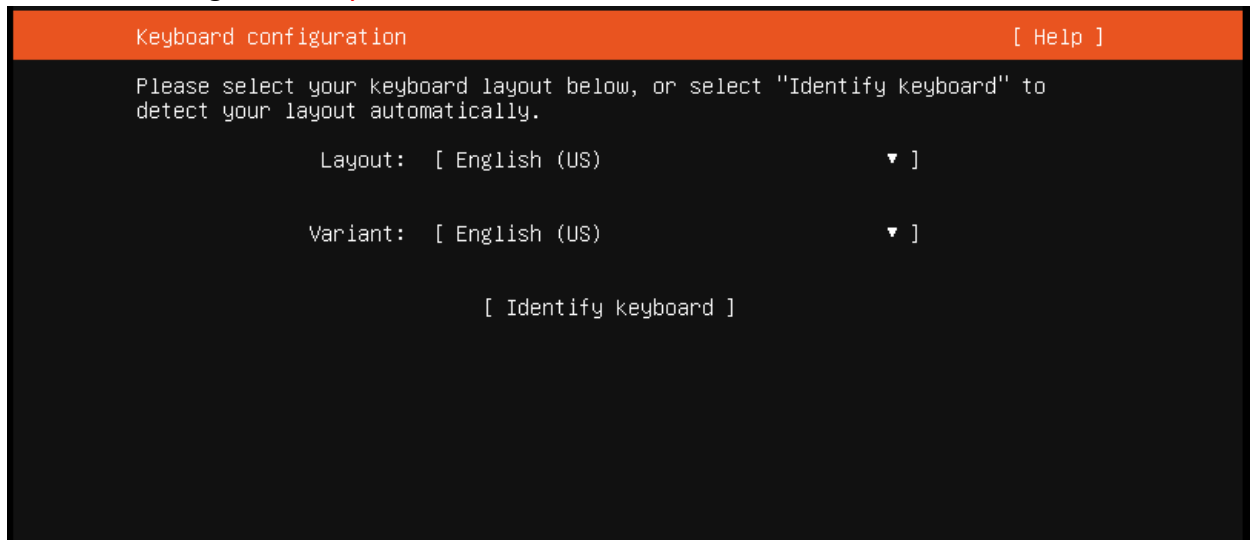 Keyboard configuration [ Help ]
Please select your keyboard layout below, or select "Identify keyboard" to
detect your layout automatically.
Layout: [ English (US) ▾ ]
Variant: [ English (US) ▾ ]
[ Identify keyboard ]